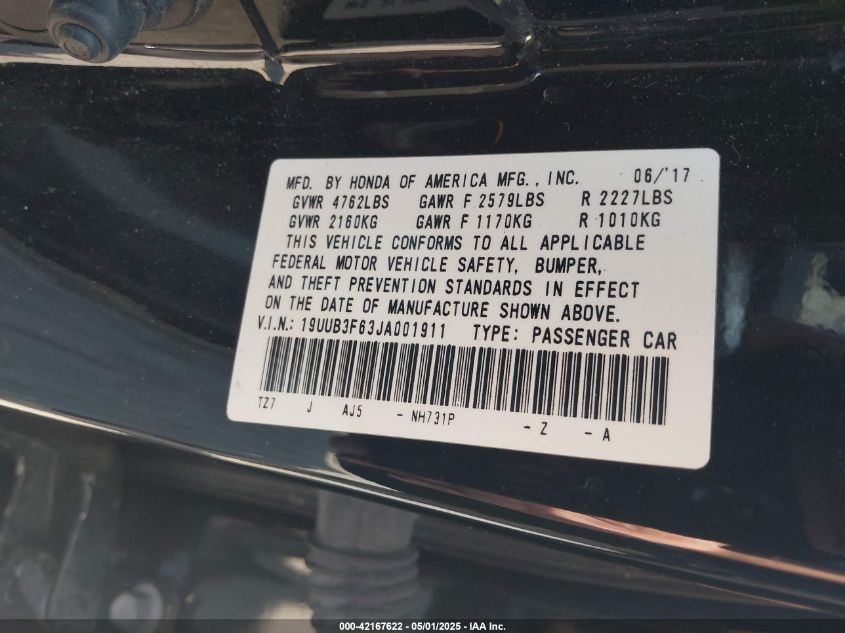 MFD. BY HONDA OF AMERICA MFG., INC. 06/'17
GVWR 4762LBS GAWR F 2579LBS R 2227LBS
GVWR 2160KG GAWR F 1170KG R 1010KG
THIS VEHICLE CONFORMS TO ALL APPLICABLE
FEDERAL MOTOR VEHICLE SAFETY, BUMPER,
AND THEFT PREVENTION STANDARDS IN EFFECT
ON THE DATE OF MANUFACTURE SHOWN ABOVE.
V.I.N.: 19UUB3F63JA001911 TYPE: PASSENGER CAR
TZ7 J AJ5 - NH731P - Z - A
000-42167622 - 05/01/2025 - IAA Inc.